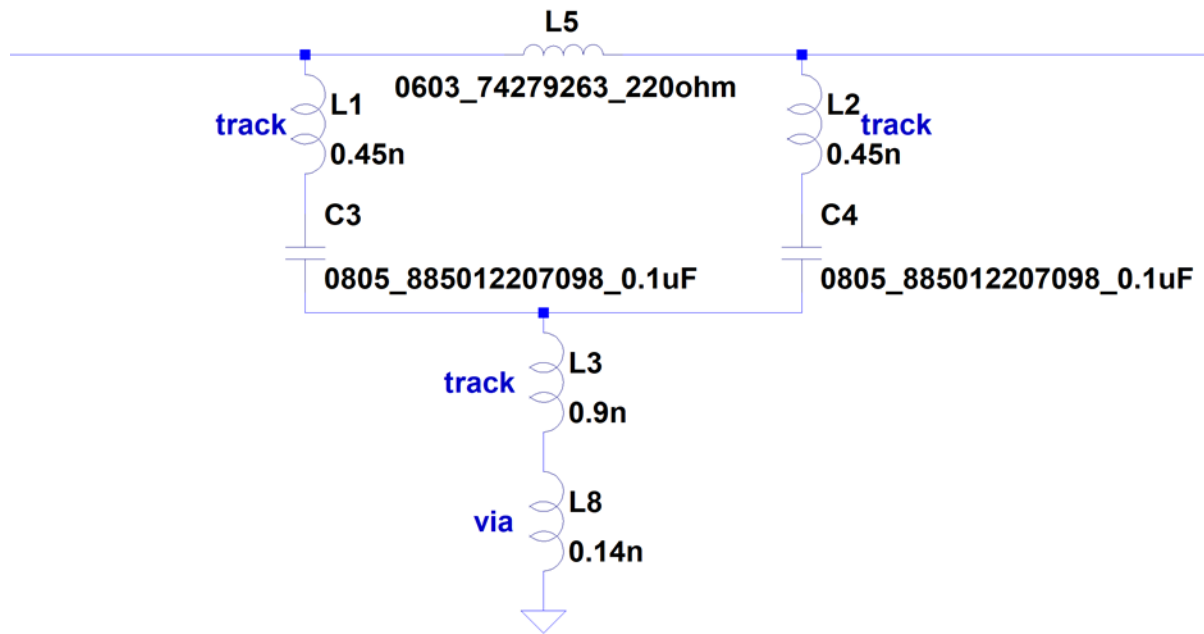 L5
0603_74279263_220ohm
L1
track
0.45n
L2
track
0.45n
C3
0805_885012207098_0.1uF
C4
0805_885012207098_0.1uF
L3
track
0.9n
L8
via
0.14n